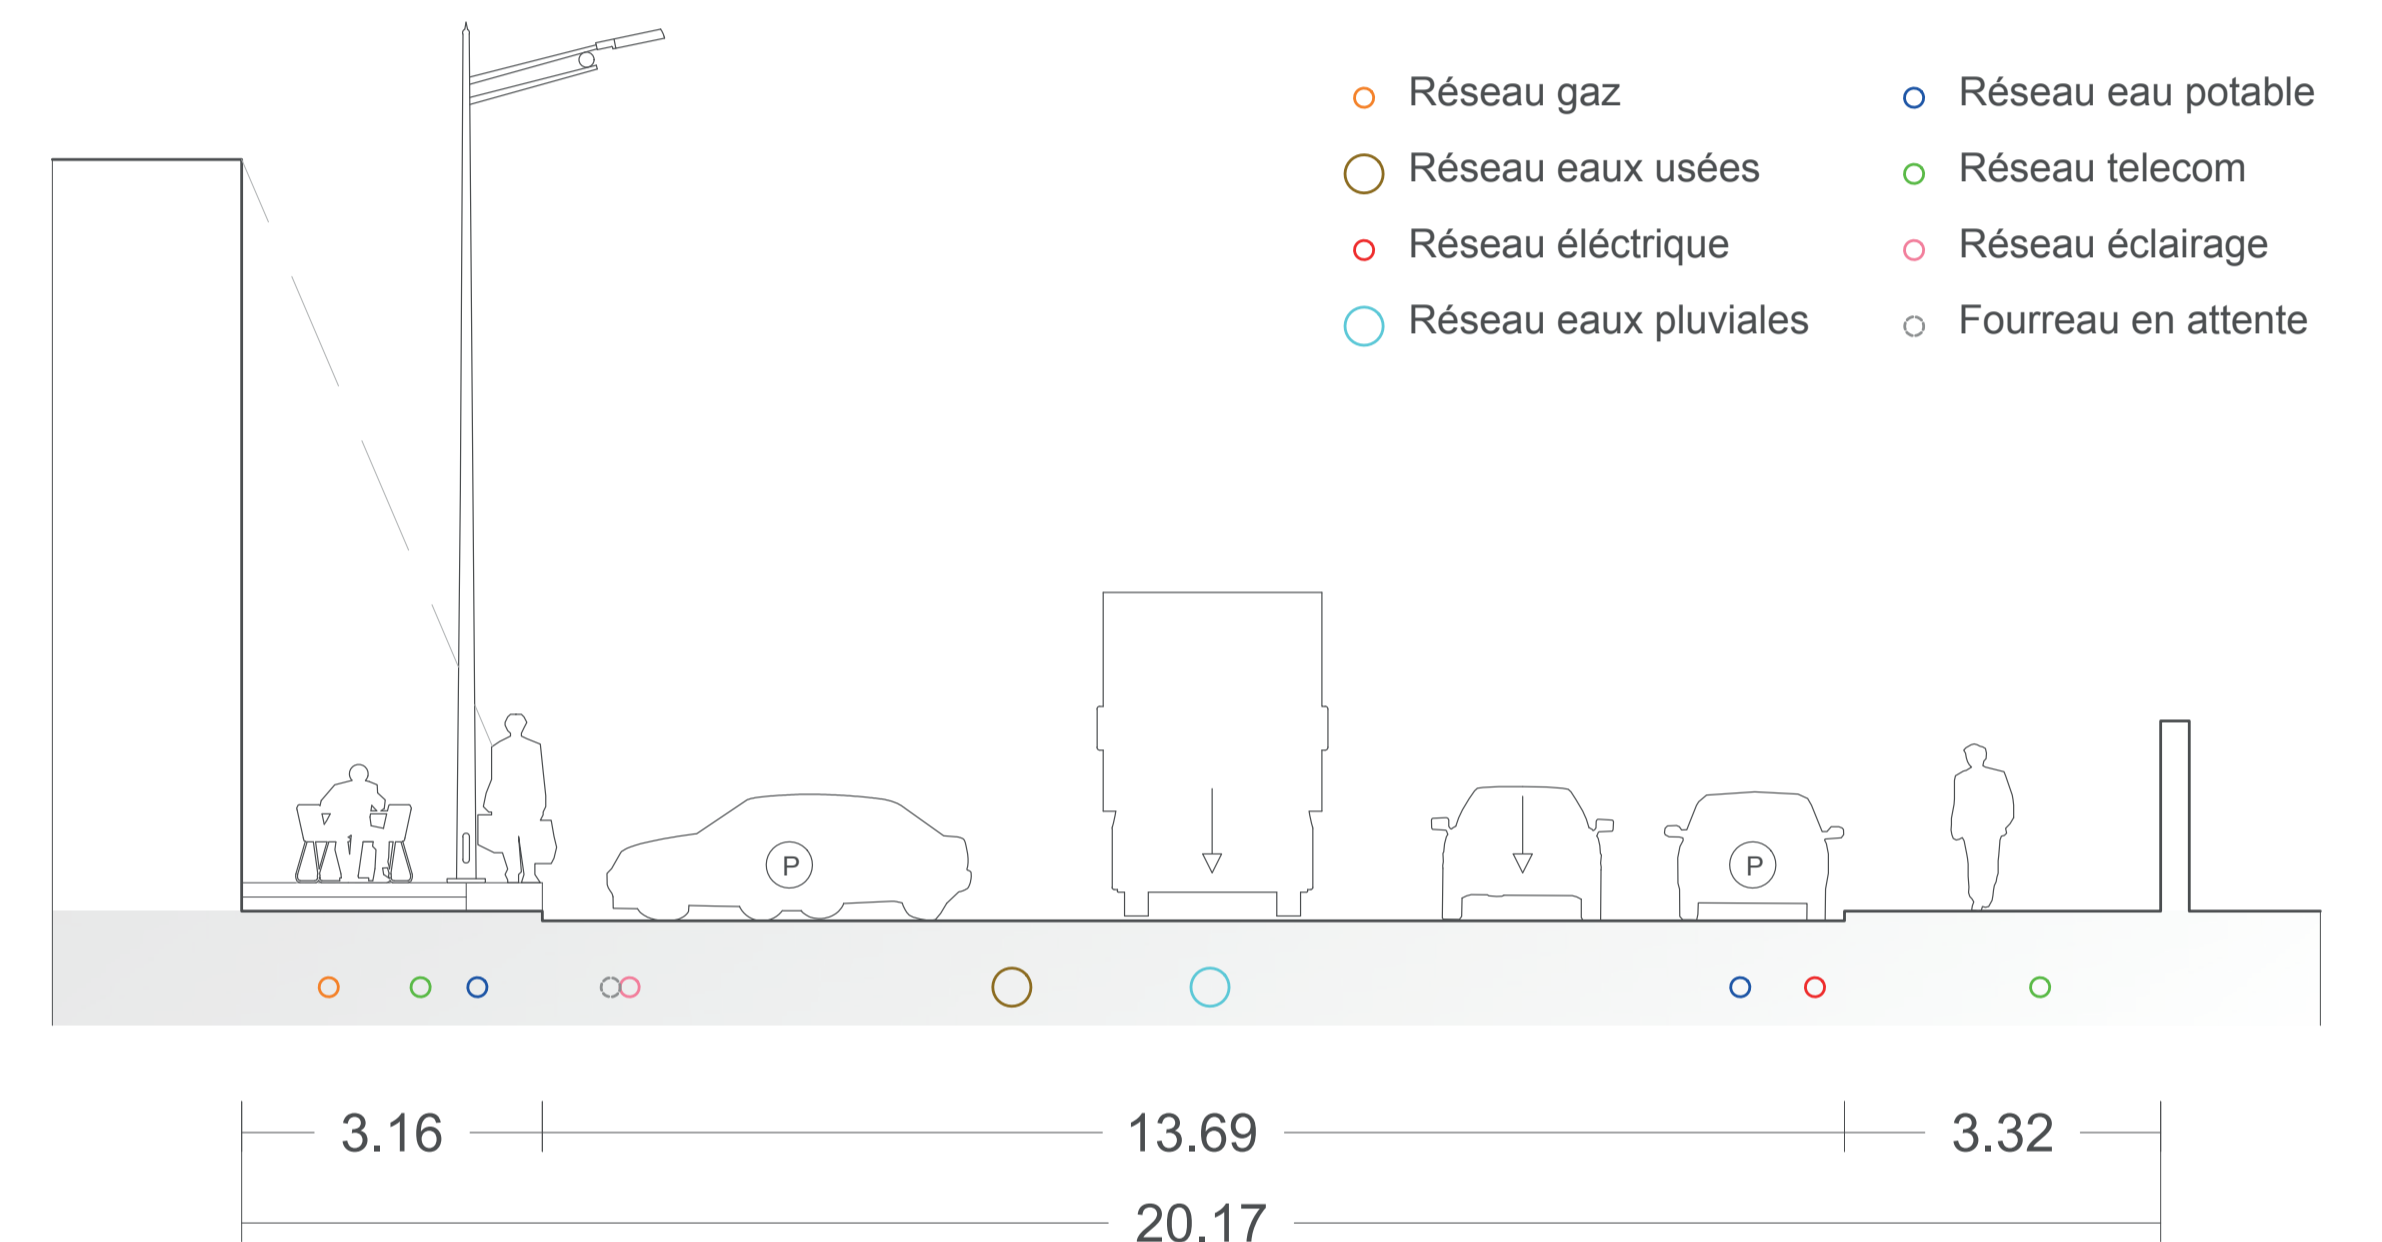 Réseau gaz
Réseau eaux usées
Réseau éléctrique
Réseau eaux pluviales
Réseau eau potable
Réseau telecom
Réseau éclairage
Fourreau en attente
P
P
3.16
13.69
3.32
20.17